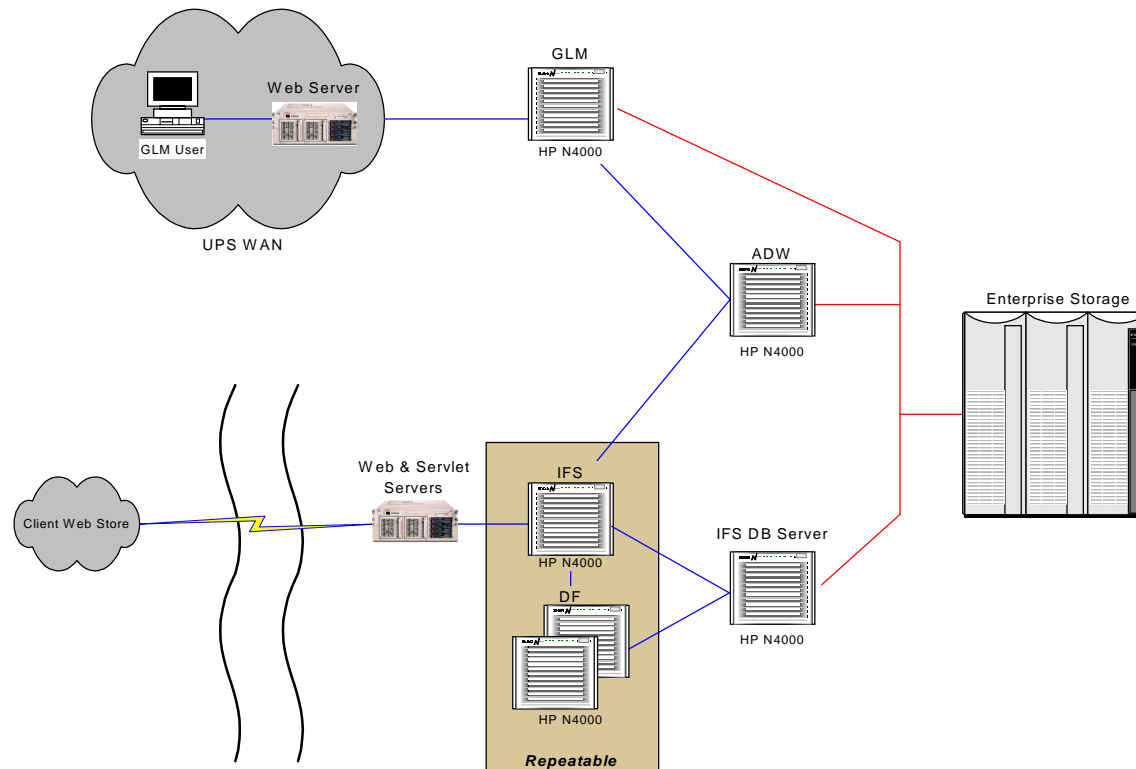 GLM
Web Server
GLM User
HP N4000
UPS WAN
ADW
HP N4000
Enterprise Storage
Web & Servlet
Servers
IFS
Client Web Store
HP N4000
IFS DB Server
DF
HP N4000
HP N4000
Repeatable